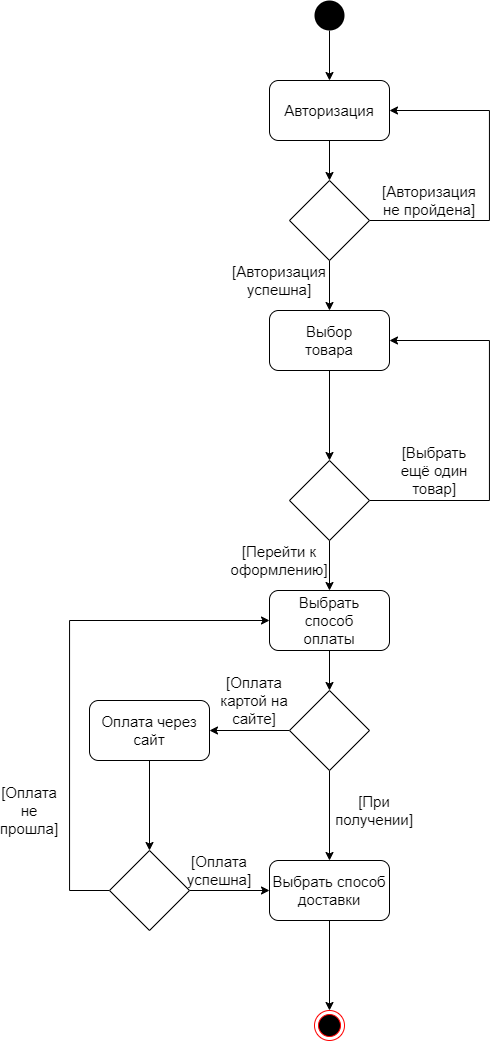 Авторизация
[Авторизация
не пройдена]
[Авторизация
успешна]
Выбор
товара
[Выбрать
ещё один
товар]
[Перейти к
оформлению]
Выбрать
способ
оплаты
[Оплата
картой на
сайте]
Оплата через
сайт
[Оплата
не
прошла]
[При
получении]
[Оплата
успешна]
Выбрать способ
доставки